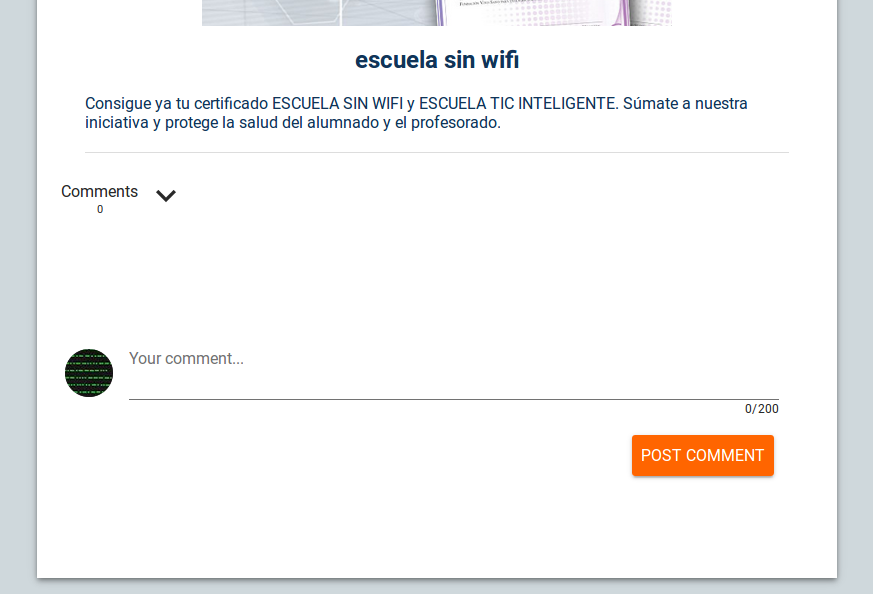 escuela sin wifi
Consigue ya tu certificado ESCUELA SIN WIFI y ESCUELA TIC INTELIGENTE. Súmate a nuestra
iniciativa y protege la salud del alumnado y el profesorado.
Comments
0
Your comment...
0/200
POST COMMENT